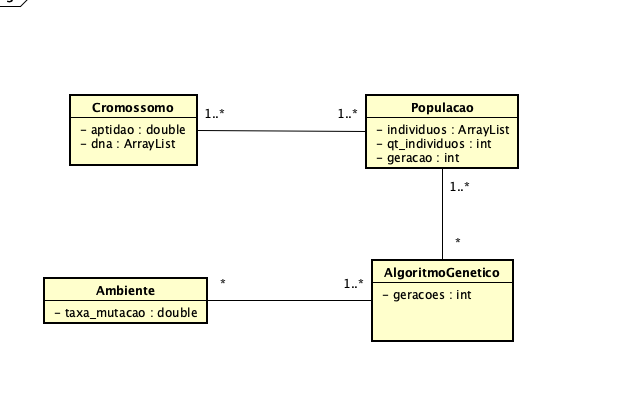 Cromossomo
– aptidao : double
– dna : ArrayList
1..*
1..*
Populacao
– individuos : ArrayList
– qt_individuos : int
– geracao : int
1..*
*
AlgoritmoGenetico
– geracoes : int
Ambiente
– taxa_mutacao : double
*
1..*